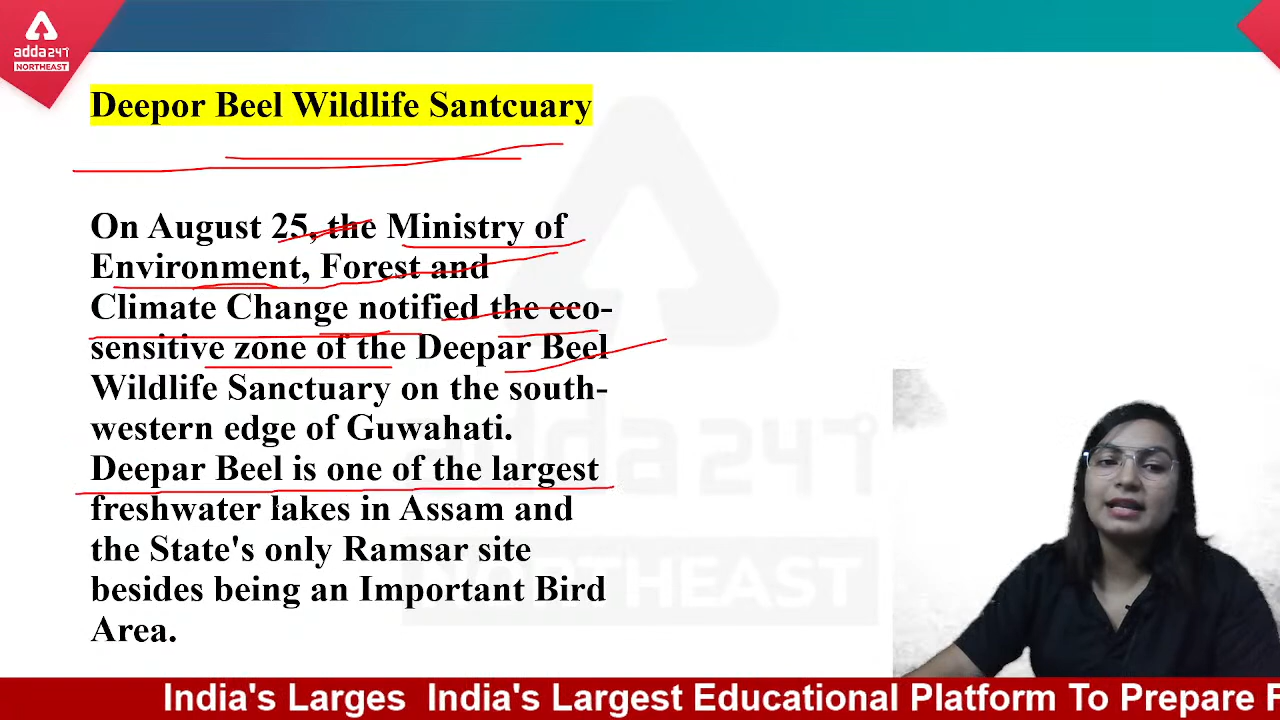 adda247
NORTHEAST
Deepor Beel Wildlife Santcuary
On August 25, the Ministry of
Environment, Forest and
Climate Change notified the eco-
sensitive zone of the Deepar Beel
Wildlife Sanctuary on the south-
western edge of Guwahati.
Deepar Beel is one of the largest
freshwater lakes in Assam and
the State's only Ramsar site
besides being an Important Bird
Area.
adda247
NORTHEAST
India's Larges India's Largest Educational Platform To Prepare F